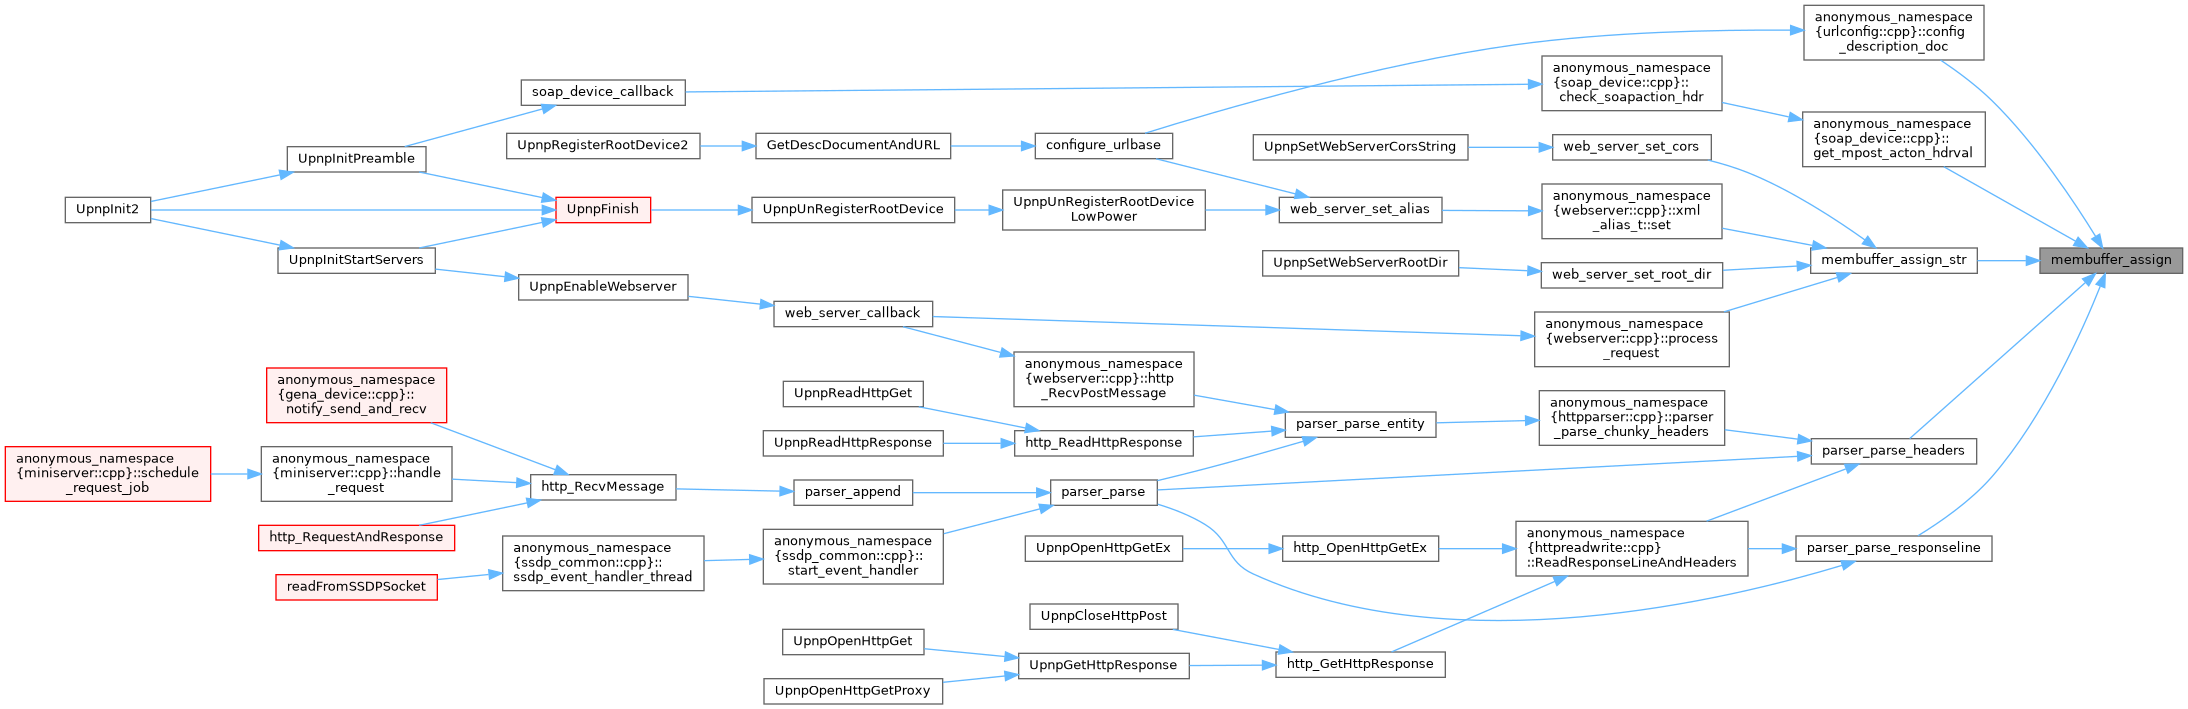 anonymous_namespace
{urlconfig::cpp}::config
_description_doc
anonymous_namespace
{soap_device::cpp}::
check_soapaction_hdr
soap_device_callback
anonymous_namespace
{soap_device::cpp}::
get_mpost_acton_hdrval
UpnpRegisterRootDevice2
GetDescDocumentAndURL
configure_urlbase
UpnpSetWebServerCorsString
web_server_set_cors
UpnpInitPreamble
UpnpInit2
UpnpFinish
UpnpUnRegisterRootDevice
UpnpUnRegisterRootDevice
LowPower
web_server_set_alias
anonymous_namespace
{webserver::cpp}::xml
_alias_t::set
UpnpInitStartServers
UpnpSetWebServerRootDir
web_server_set_root_dir
membuffer_assign_str
membuffer_assign
UpnpEnableWebserver
web_server_callback
anonymous_namespace
{webserver::cpp}::process
_request
anonymous_namespace
{webserver::cpp}::http
_RecvPostMessage
anonymous_namespace
{gena_device::cpp}::
notify_send_and_recv
UpnpReadHttpGet
UpnpReadHttpResponse
http_ReadHttpResponse
parser_parse_entity
anonymous_namespace
{httpparser::cpp}::parser
_parse_chunky_headers
parser_parse_headers
anonymous_namespace
{miniserver::cpp}::schedule
_request_job
anonymous_namespace
{miniserver::cpp}::handle
_request
http_RecvMessage
parser_append
parser_parse
http_RequestAndResponse
anonymous_namespace
{ssdp_common::cpp}::
ssdp_event_handler_thread
anonymous_namespace
{ssdp_common::cpp}::
start_event_handler
UpnpOpenHttpGetEx
http_OpenHttpGetEx
anonymous_namespace
{httpreadwrite::cpp}
::ReadResponseLineAndHeaders
parser_parse_responseline
readFromSSDPSocket
UpnpCloseHttpPost
UpnpOpenHttpGet
UpnpGetHttpResponse
http_GetHttpResponse
UpnpOpenHttpGetProxy